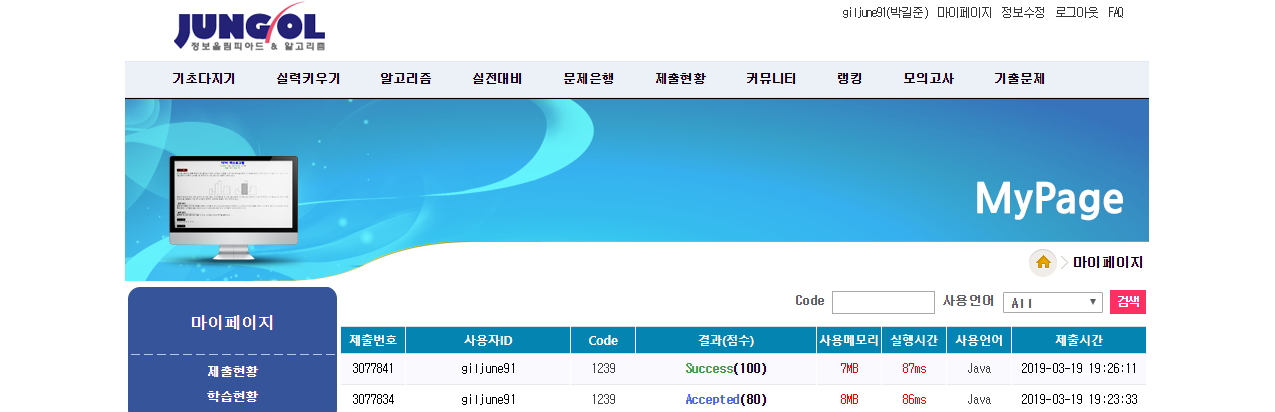 giljune91(박길준) 마이페이지 정보수정 로그아웃 FAQ
JUNGOL
정보올림피아드 & 알고리즘
기초다지기 실력키우기 알고리즘 실전대비 문제은행 제출현황 커뮤니티 랭킹 모의고사 기출문제
MyPage
마이페이지
마이페이지
제출현황
학습현황
Code 사용언어 All 검색
제출번호 사용자ID Code 결과(점수) 사용메모리 실행시간 사용언어 제출시간
3077841 giljune91 1239 Success(100) 7MB 87ms Java 2019-03-19 19:26:11
3077834 giljune91 1239 Accepted(80) 8MB 86ms Java 2019-03-19 19:23:33